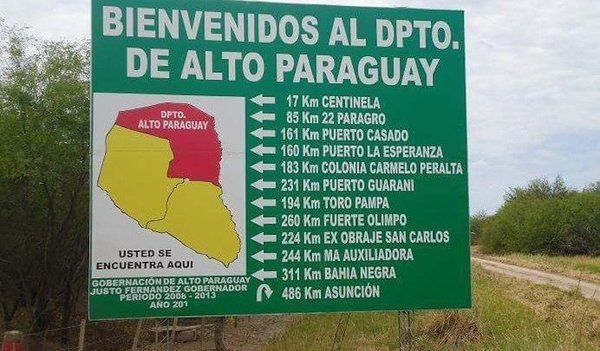 BIENVENIDOS AL DPTO.
DE ALTO PARAGUAY
DPTO.
ALTO PARAGUAY
USTED SE
ENCUENTRA AQUI
GOBERNACIÓN DE ALTO PARAGUAY
JUSTO FERNANDEZ GOBERNADOR
PERIODO 2008 - 2013
AÑO 201
17 Km CENTINELA
85 Km 22 PARAGRO
161 Km PUERTO CASADO
160 Km PUERTO LA ESPERANZA
183 Km COLONIA CARMELO PERALTA
231 Km PUERTO GUARANI
194 Km TORO PAMPA
260 Km FUERTE OLIMPO
224 Km EX OBRAJE SAN CARLOS
244 Km MA AUXILIADORA
311 Km BAHIA NEGRA
486 Km ASUNCIÓN